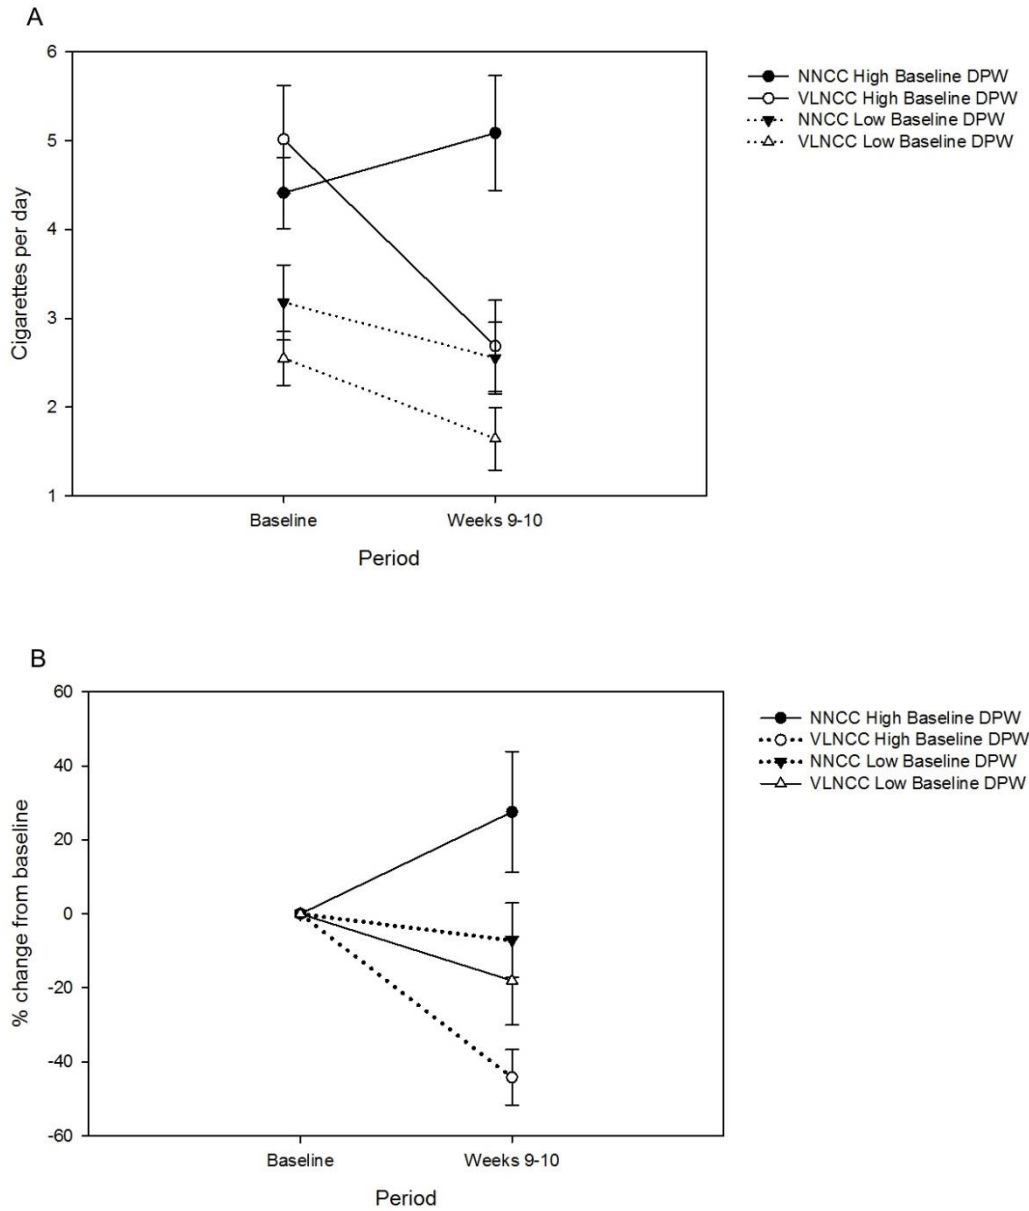 A
6
5
4
3
2
1
Cigarettes per day
Baseline
Weeks 9-10
Period
NNCC High Baseline DPW
VLNCC High Baseline DPW
NNCC Low Baseline DPW
VLNCC Low Baseline DPW
B
60
40
20
0
-20
-40
-60
% change from baseline
Baseline
Weeks 9-10
Period
NNCC High Baseline DPW
VLNCC High Baseline DPW
NNCC Low Baseline DPW
VLNCC Low Baseline DPW